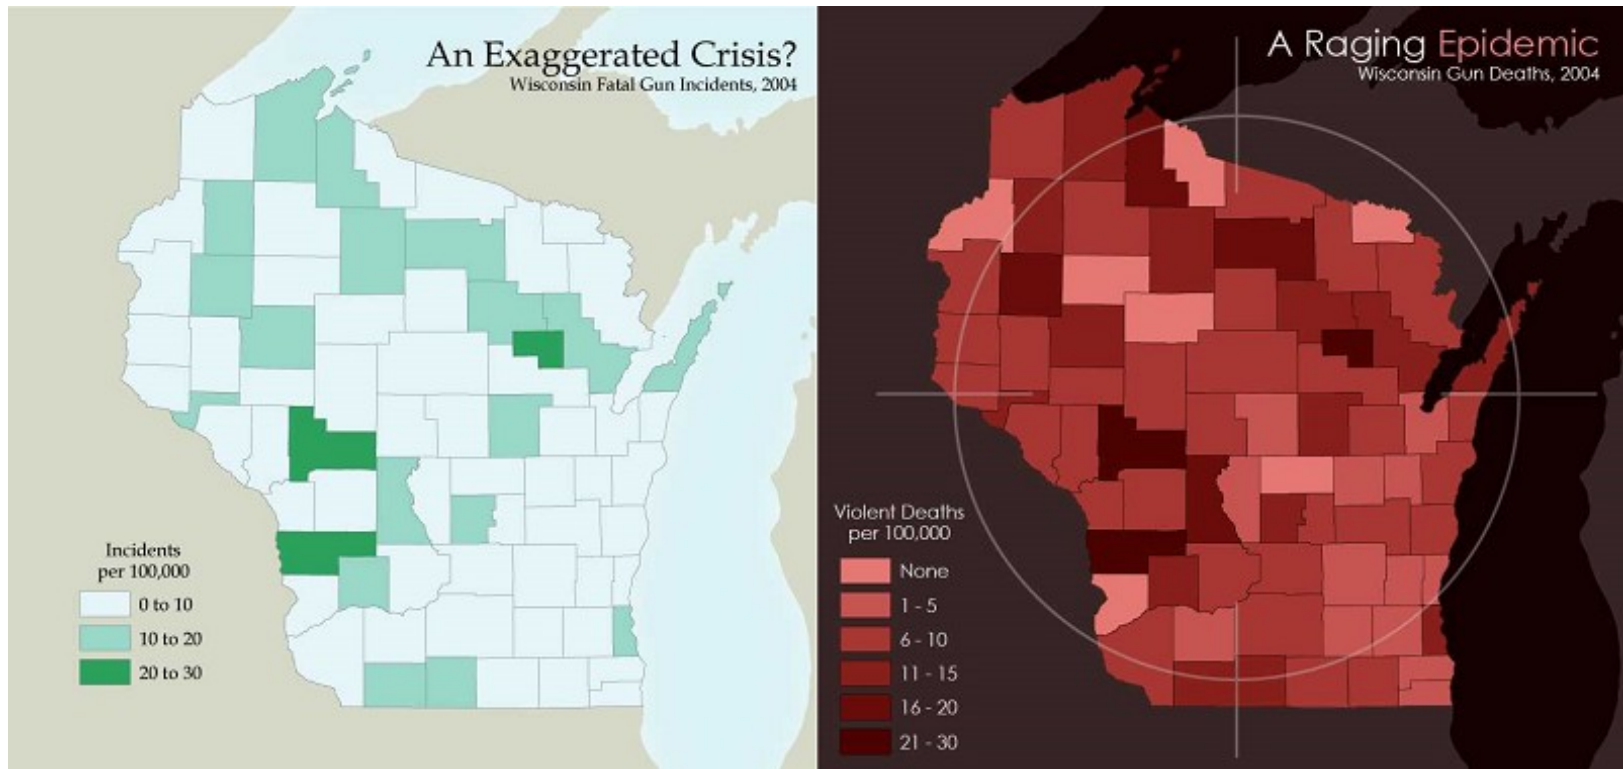 An Exaggerated Crisis?
Wisconsin Fatal Gun Incidents, 2004
Incidents
per 100,000
0 to 10
10 to 20
20 to 30
A Raging Epidemic
Wisconsin Gun Deaths, 2004
Violent Deaths
per 100,000
None
1 - 5
6 - 10
11 - 15
16 - 20
21 - 30